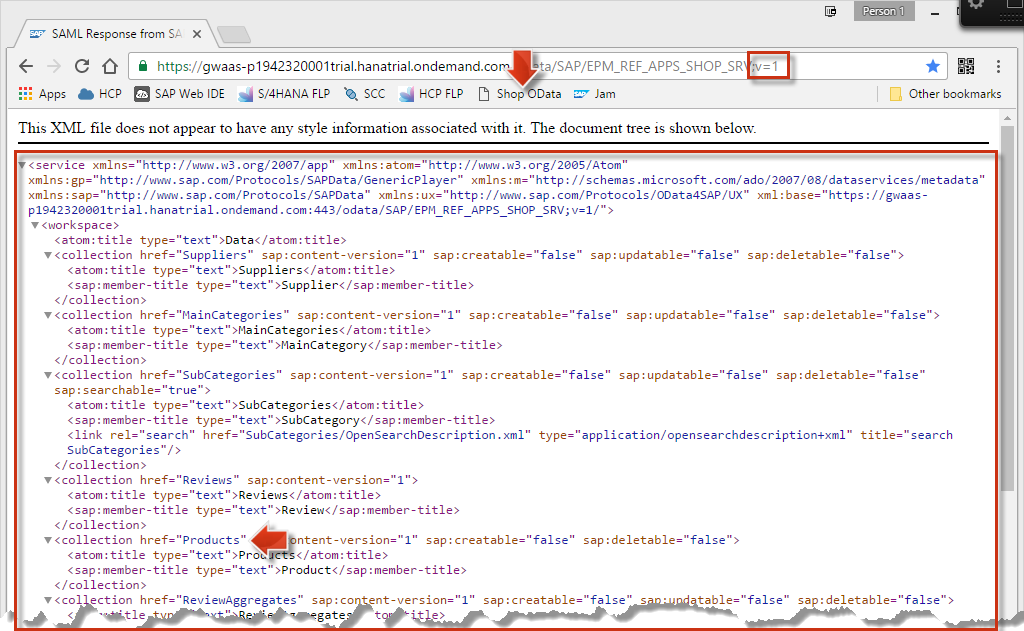 Person 1
SAML Response from SA
https://gwaas-p1942320001trial.hanatrial.ondemand.com ata/SAP/EPM_REF_APPS_SHOP_SRV;v=1
Apps HCP SAP Web IDE S/4HANA FLP SCC HCP FLP Shop OData Jam Other bookmarks
This XML file does not appear to have any style information associated with it. The document tree is shown below.
▼<service xmlns="http://www.w3.org/2007/app" xmlns:atom="http://www.w3.org/2005/Atom"
xmlns:gp="http://www.sap.com/Protocols/SAPData/GenericPlayer" xmlns:m="http://schemas.microsoft.com/ado/2007/08/dataservices/metadata"
xmlns:sap="http://www.sap.com/Protocols/SAPData" xmlns:ux="http://www.sap.com/Protocols/OData4SAP/UX" xml:base="https://gwaas-
p1942320001trial.hanatrial.ondemand.com:443/odata/SAP/EPM_REF_APPS_SHOP_SRV;v=1/">
▼<workspace>
<atom:title type="text">Data</atom:title>
▼<collection href="Suppliers" sap:content-version="1" sap:creatable="false" sap:updatable="false" sap:deletable="false">
<atom:title type="text">Suppliers</atom:title>
<sap:member-title type="text">Supplier</sap:member-title>
</collection>
▼<collection href="MainCategories" sap:content-version="1" sap:creatable="false" sap:updatable="false" sap:deletable="false">
<atom:title type="text">MainCategories</atom:title>
<sap:member-title type="text">MainCategory</sap:member-title>
</collection>
▼<collection href="SubCategories" sap:content-version="1" sap:creatable="false" sap:updatable="false" sap:deletable="false"
sap:searchable="true">
<atom:title type="text">SubCategories</atom:title>
<sap:member-title type="text">SubCategory</sap:member-title>
<link rel="search" href="SubCategories/OpenSearchDescription.xml" type="application/opensearchdescription+xml" title="search
SubCategories"/>
</collection>
▼<collection href="Reviews" sap:content-version="1">
<atom:title type="text">Reviews</atom:title>
<sap:member-title type="text">Review</sap:member-title>
</collection>
▼<collection href="Products" ontent-version="1" sap:creatable="false" sap:deletable="false">
<atom:title type="text">Products</atom:title>
<sap:member-title type="text">Product</sap:member-title>
</collection>
▼<collection href="ReviewAggregates" sap:content-version="1" sap:creatable="false" sap:updatable="false" sap:deletable="false">